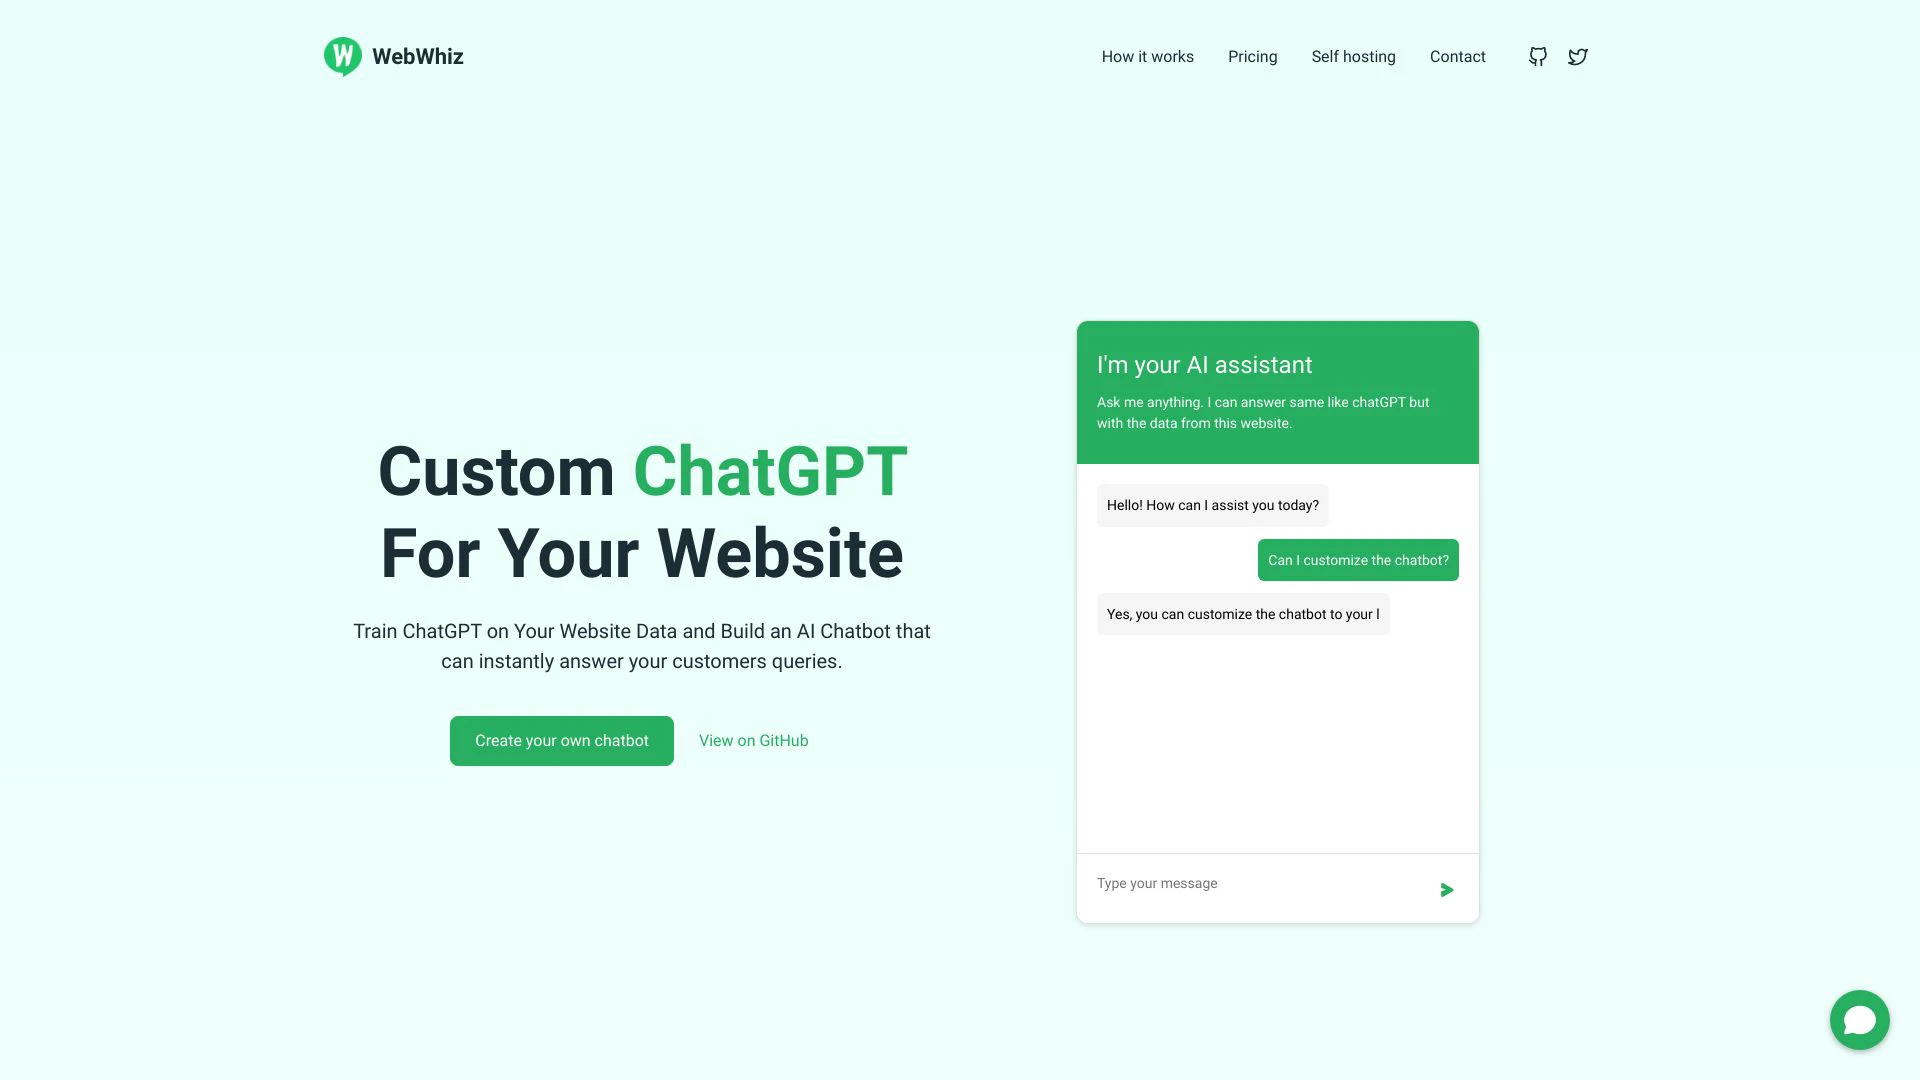 WebWhiz
How it works
Pricing
Self hosting
Contact
Custom ChatGPT
For Your Website
Train ChatGPT on Your Website Data and Build an AI Chatbot that
can instantly answer your customers queries.
Create your own chatbot
View on GitHub
I'm your AI assistant
Ask me anything. I can answer same like chatGPT but
with the data from this website.
Hello! How can I assist you today?
Can I customize the chatbot?
Yes, you can customize the chatbot to your l
Type your message